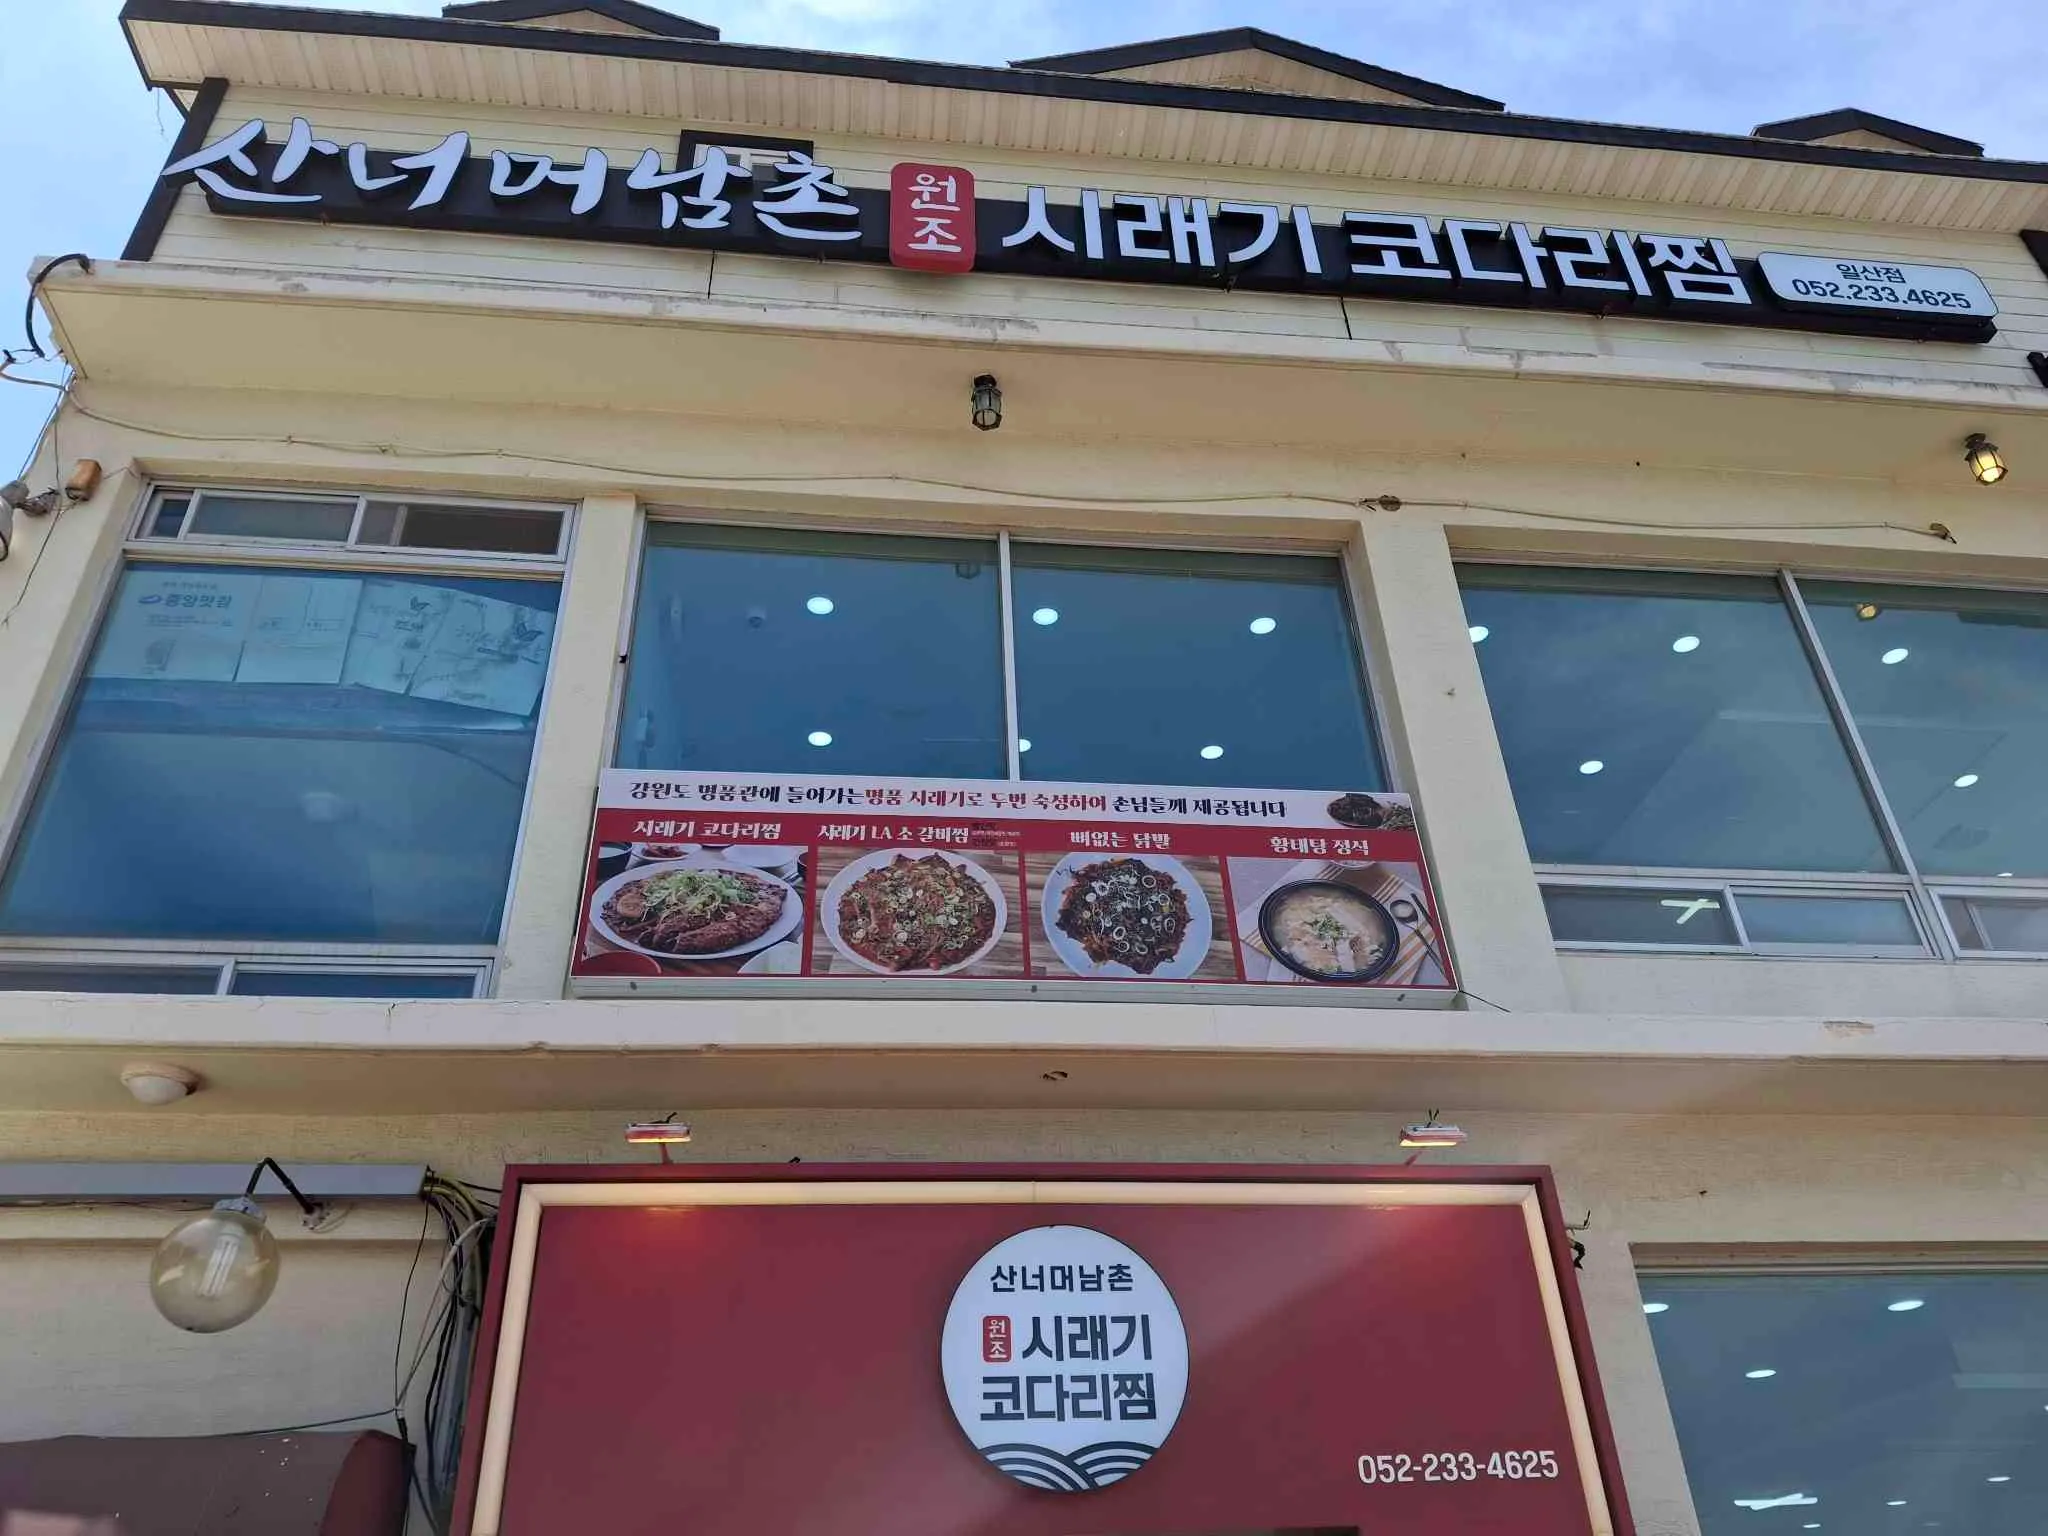 산너머남촌 원조 시래기 코다리찜 일산점
052.233.4625
강원도 명품관에 들어가는 명품 시래기로 두번 숙성하여 손님들께 제공됩니다
시래기 코다리찜
시래기 LA 소 갈비찜
뼈없는 닭발
황태탕 정식
산너머남촌
원조 시래기
코다리찜
052-233-4625